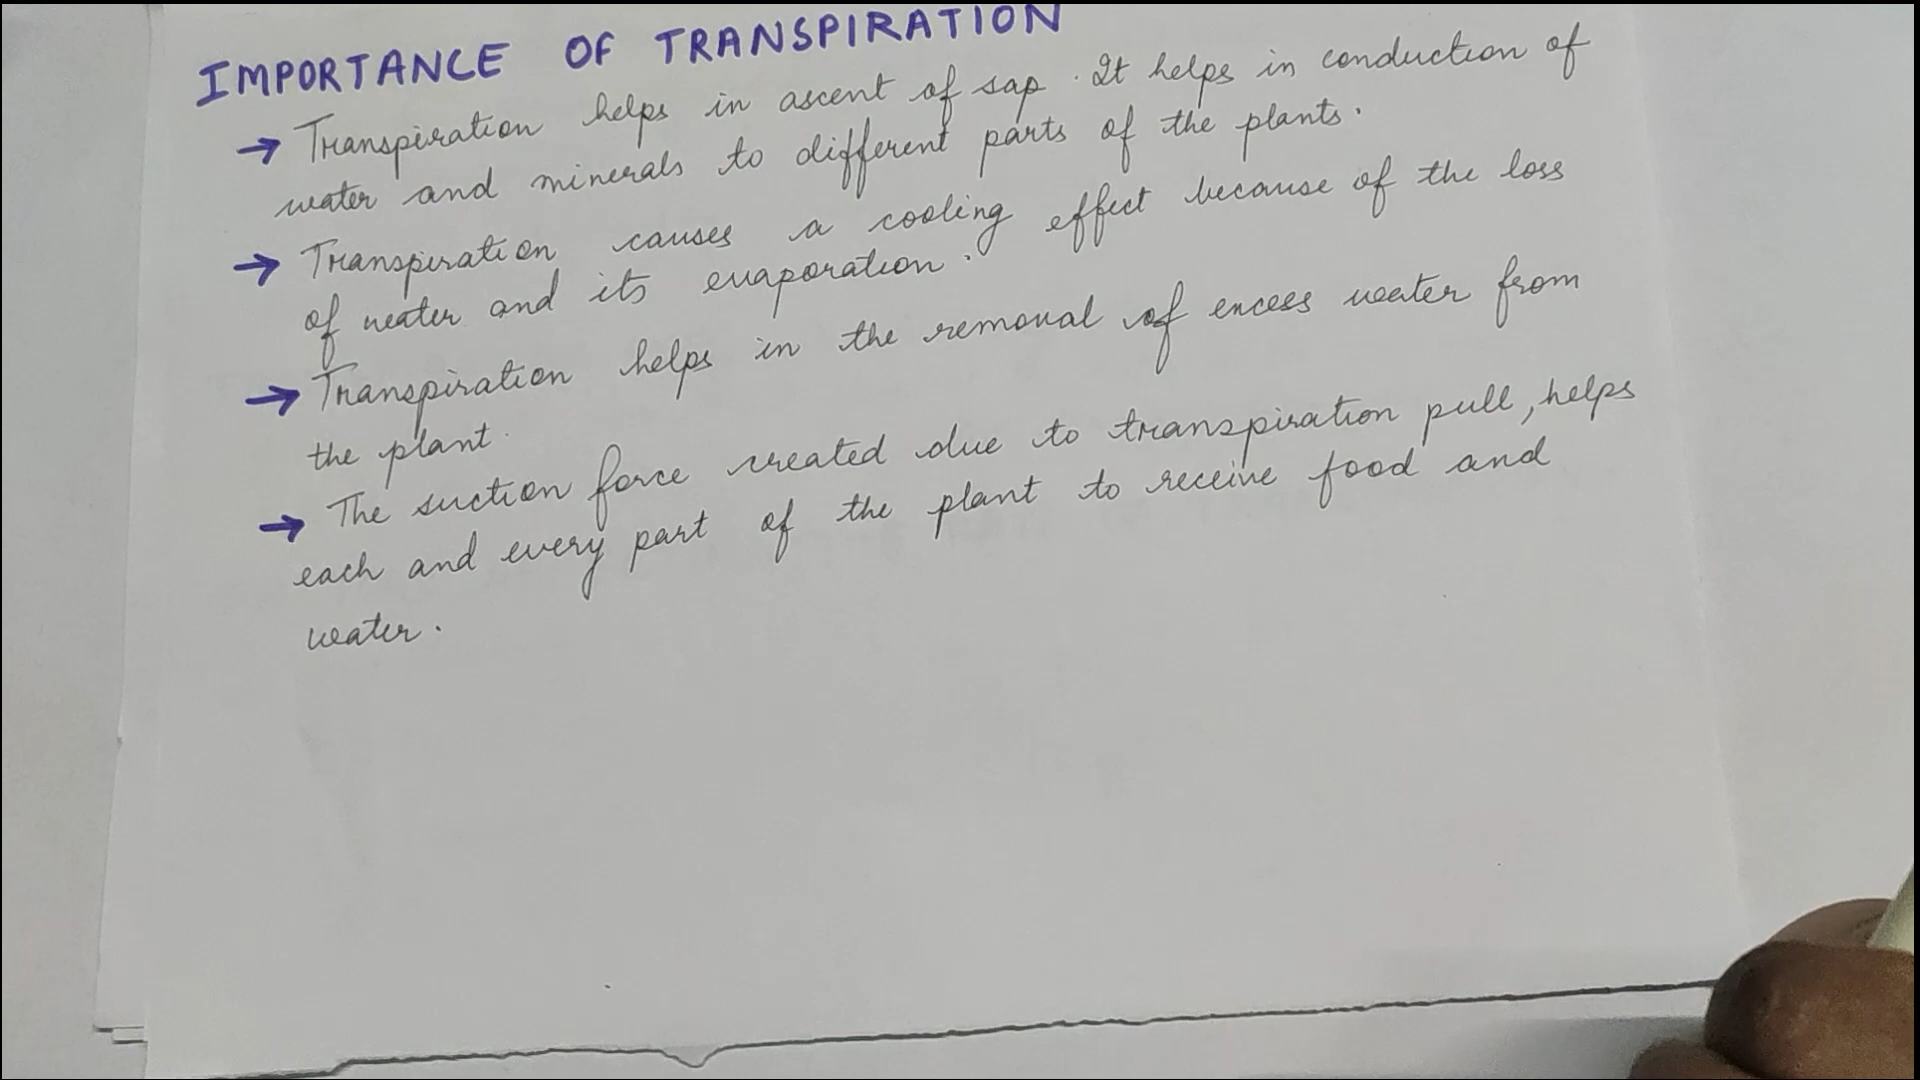 IMPORTANCE OF TRANSPIRATION
→ Transpiration helps in ascent of sap. It helps in conduction of
water and minerals to different parts of the plants.
→ Transpiration causes a cooling effect because of the loss
of water and its evaporation.
→ Transpiration helps in the removal of excess water from
the plant.
→ The suction force created due to transpiration pull, helps
each and every part of the plant to receive food and
water.